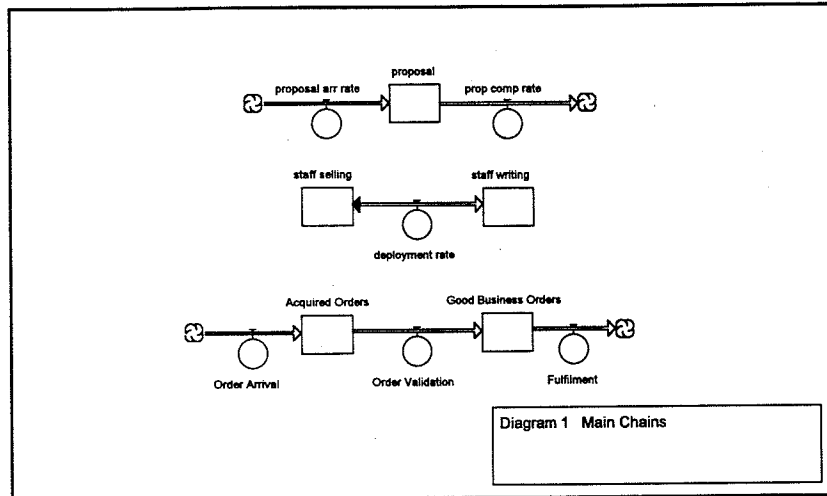 proposal
proposal arr rate
prop comp rate
staff selling
staff writing
deployment rate
Acquired Orders
Good Business Orders
Order Arrival
Order Validation
Fulfilment
Diagram 1 Main Chains